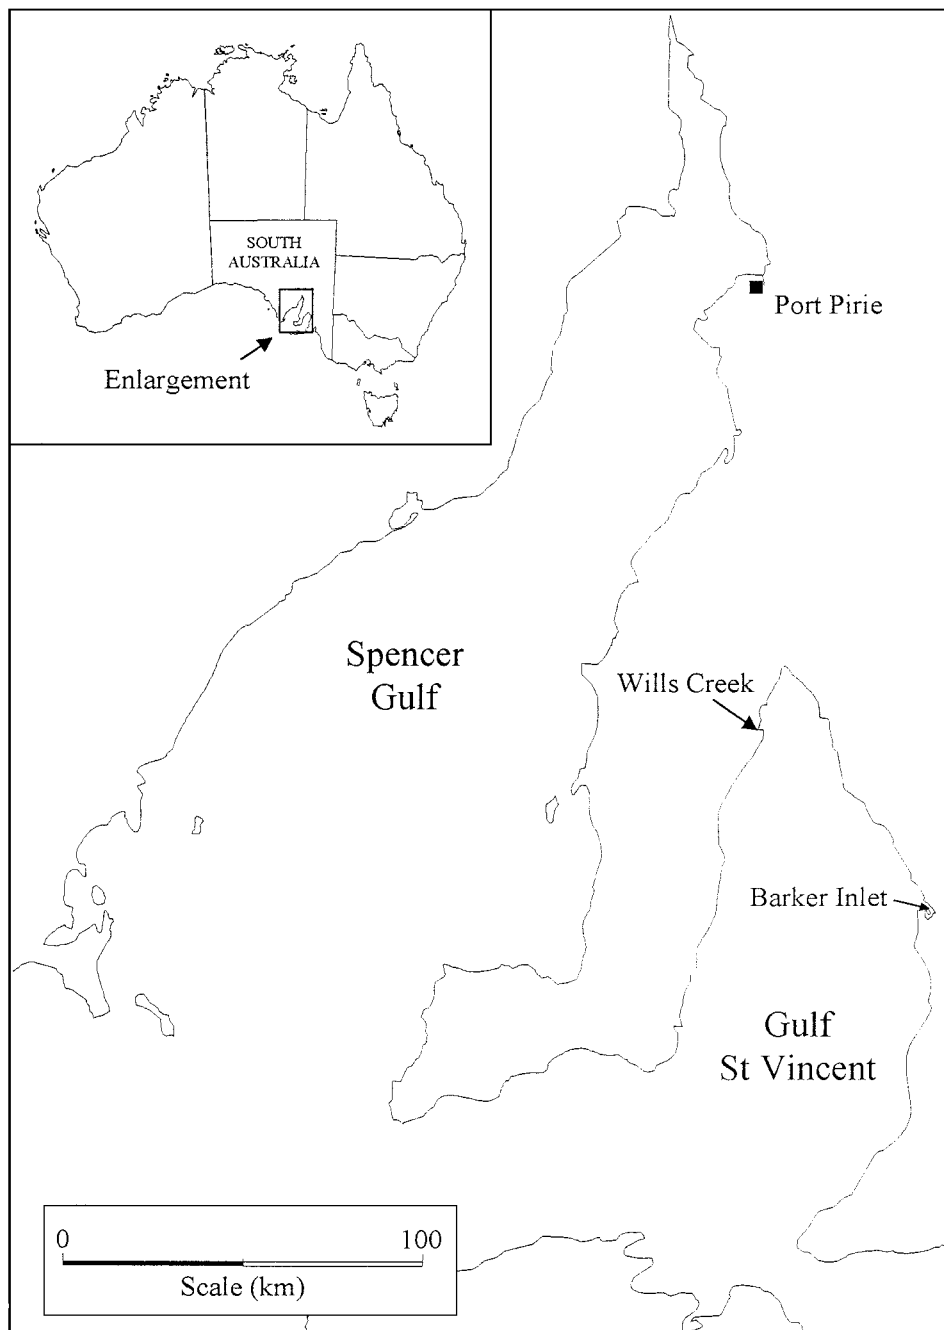 SOUTH
AUSTRALIA
Enlargement
Port Pirie
Spencer
Gulf
Wills Creek
Barker Inlet
Gulf
St Vincent
0 100
Scale (km)